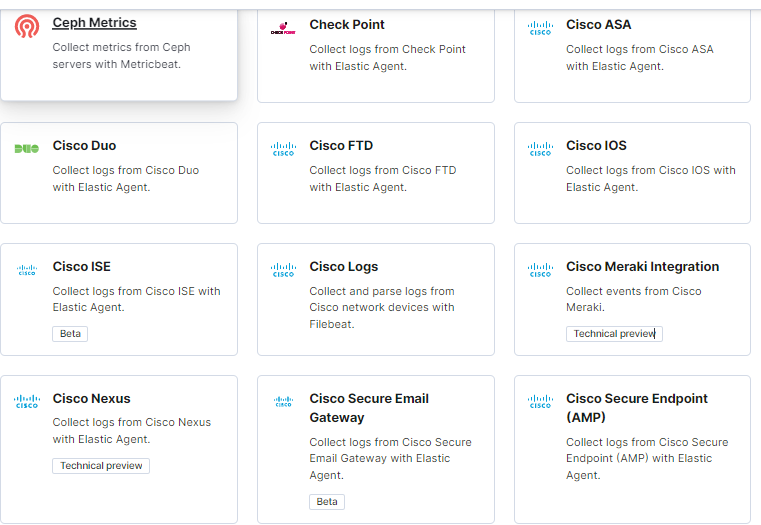 Ceph Metrics
Collect metrics from Ceph
servers with Metricbeat.
CHECK POINT
Check Point
Collect logs from Check Point
with Elastic Agent.
CISCO
Cisco ASA
Collect logs from Cisco ASA
with Elastic Agent.
DUO
Cisco Duo
Collect logs from Cisco Duo
with Elastic Agent.
CISCO
Cisco FTD
Collect logs from Cisco FTD
with Elastic Agent.
CISCO
Cisco IOS
Collect logs from Cisco IOS with
Elastic Agent.
CISCO
Cisco ISE
Collect logs from Cisco ISE with
Elastic Agent.
Beta
CISCO
Cisco Logs
Collect and parse logs from
Cisco network devices with
Filebeat.
CISCO
Cisco Meraki Integration
Collect events from Cisco
Meraki.
Technical preview
CISCO
Cisco Nexus
Collect logs from Cisco Nexus
with Elastic Agent.
Technical preview
CISCO
Cisco Secure Email
Gateway
Collect logs from Cisco Secure
Email Gateway with Elastic
Agent.
Beta
CISCO
Cisco Secure Endpoint
(AMP)
Collect logs from Cisco Secure
Endpoint (AMP) with Elastic
Agent.